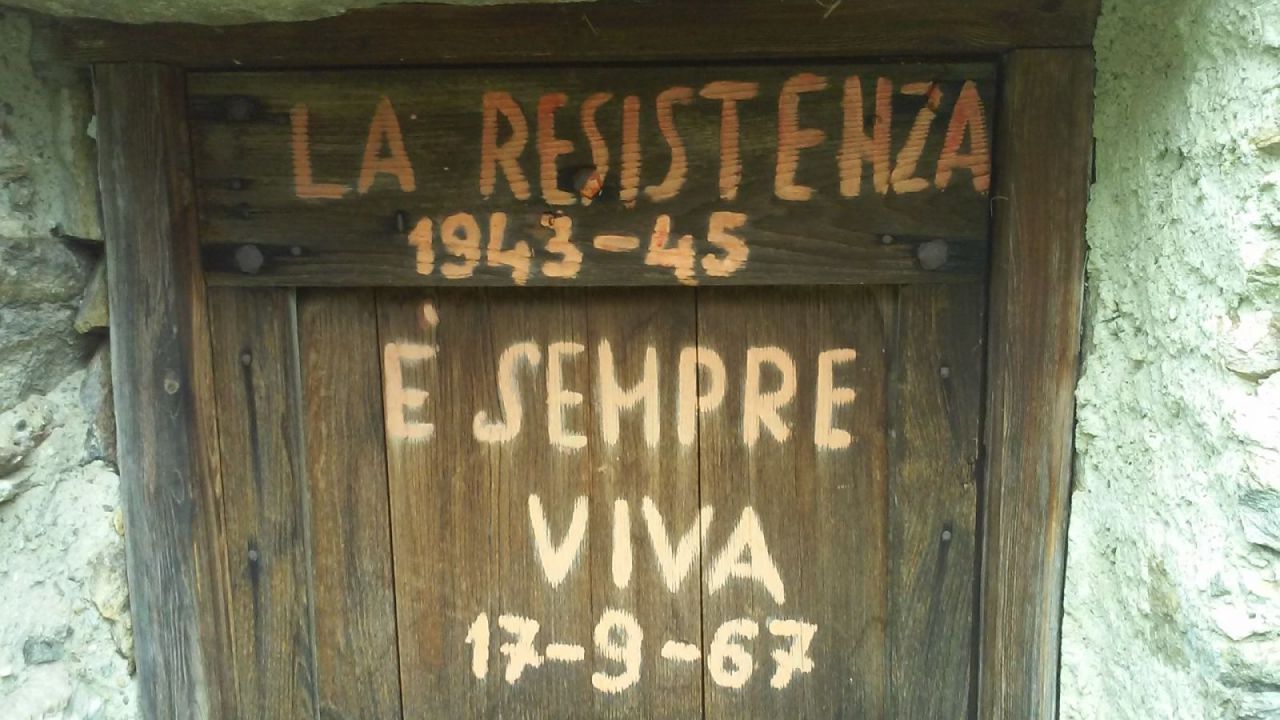 LA RESISTENZA
1943-45
È SEMPRE
VIVA
17-9-67